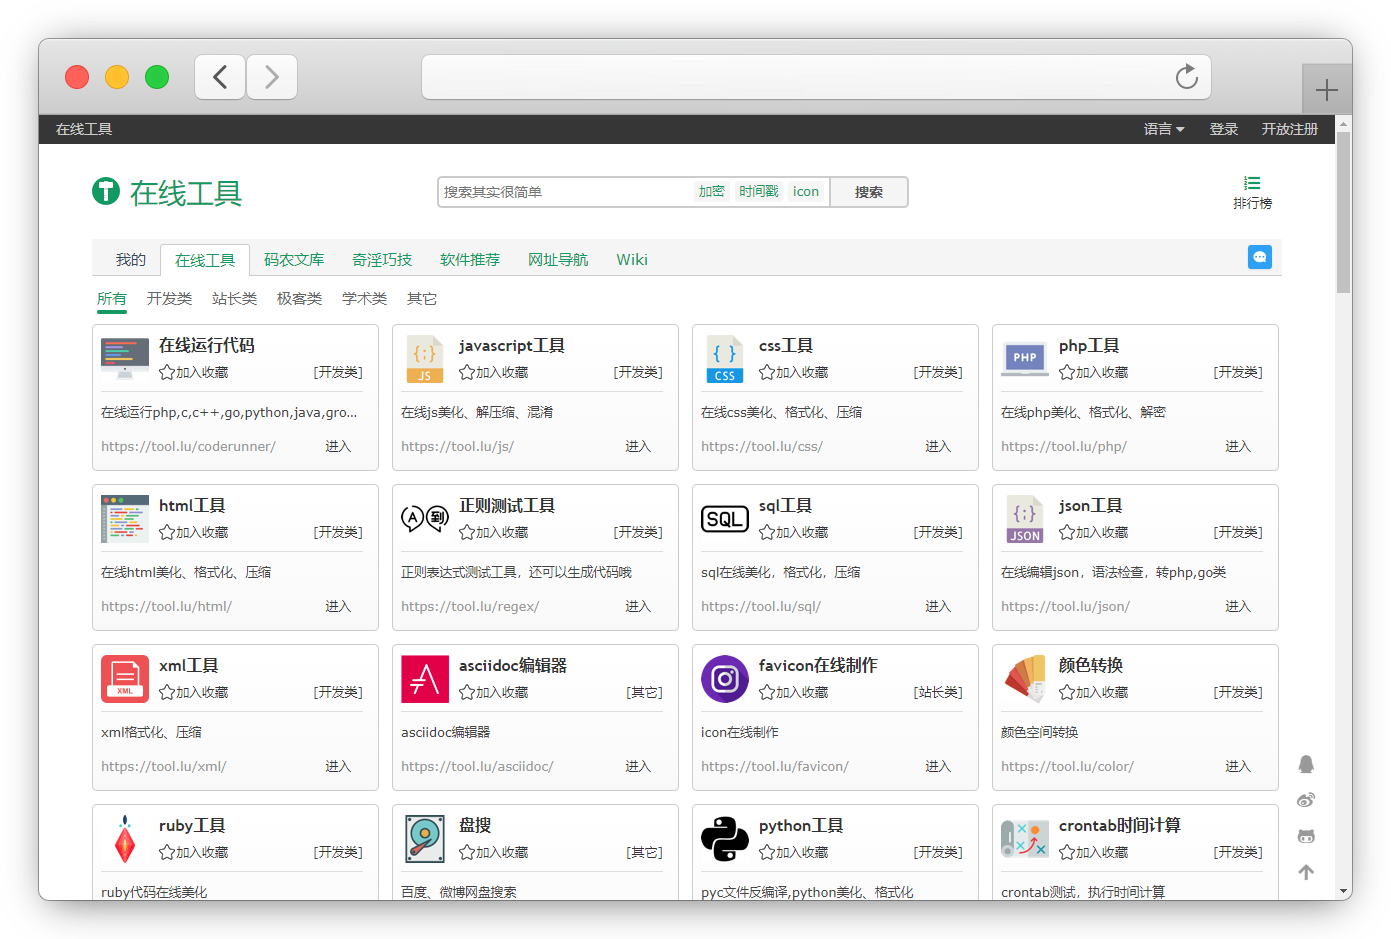 在线工具
语言 登录 开放注册
在线工具
搜索其实很简单 加密 时间戳 icon 搜索
排行榜
我的 在线工具 码农文库 奇淫巧技 软件推荐 网址导航 Wiki
所有 开发类 站长类 极客类 学术类 其它
在线运行代码
加入收藏 [开发类]
在线运行php,c,c++,go,python,java,gro...
https://tool.lu/coderunner/ 进入
JS
javascript工具
加入收藏 [开发类]
在线js美化、解压缩、混淆
https://tool.lu/js/ 进入
CSS
css工具
加入收藏 [开发类]
在线css美化、格式化、压缩
https://tool.lu/css/ 进入
PHP
php工具
加入收藏 [开发类]
在线php美化、格式化、解密
https://tool.lu/php/ 进入
html工具
加入收藏 [开发类]
在线html美化、格式化、压缩
https://tool.lu/html/ 进入
A 到
正则测试工具
加入收藏 [开发类]
正则表达式测试工具，还可以生成代码哦
https://tool.lu/regex/ 进入
SQL
sql工具
加入收藏 [开发类]
sql在线美化，格式化，压缩
https://tool.lu/sql/ 进入
JSON
json工具
加入收藏 [开发类]
在线编辑json，语法检查，转php,go类
https://tool.lu/json/ 进入
XML
xml工具
加入收藏 [开发类]
xml格式化、压缩
https://tool.lu/xml/ 进入
asciidoc编辑器
加入收藏 [其它]
asciidoc编辑器
https://tool.lu/asciidoc/ 进入
favicon在线制作
加入收藏 [站长类]
icon在线制作
https://tool.lu/favicon/ 进入
颜色转换
加入收藏 [开发类]
颜色空间转换
https://tool.lu/color/ 进入
ruby工具
加入收藏 [开发类]
ruby代码在线美化
盘搜
加入收藏 [其它]
百度、微博网盘搜索
python工具
加入收藏 [开发类]
pyc文件反编译,python美化、格式化
crontab时间计算
加入收藏 [开发类]
crontab测试，执行时间计算